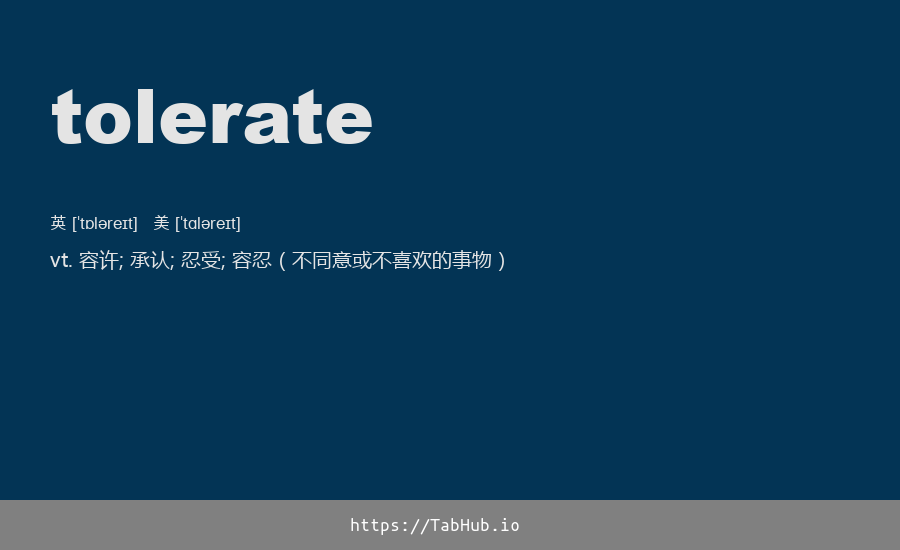 tolerate
英 [ˈtɒləreɪt] 美 [ˈtɑləreɪt]
vt. 容许; 承认; 忍受; 容忍（不同意或不喜欢的事物）
https://TabHub.io